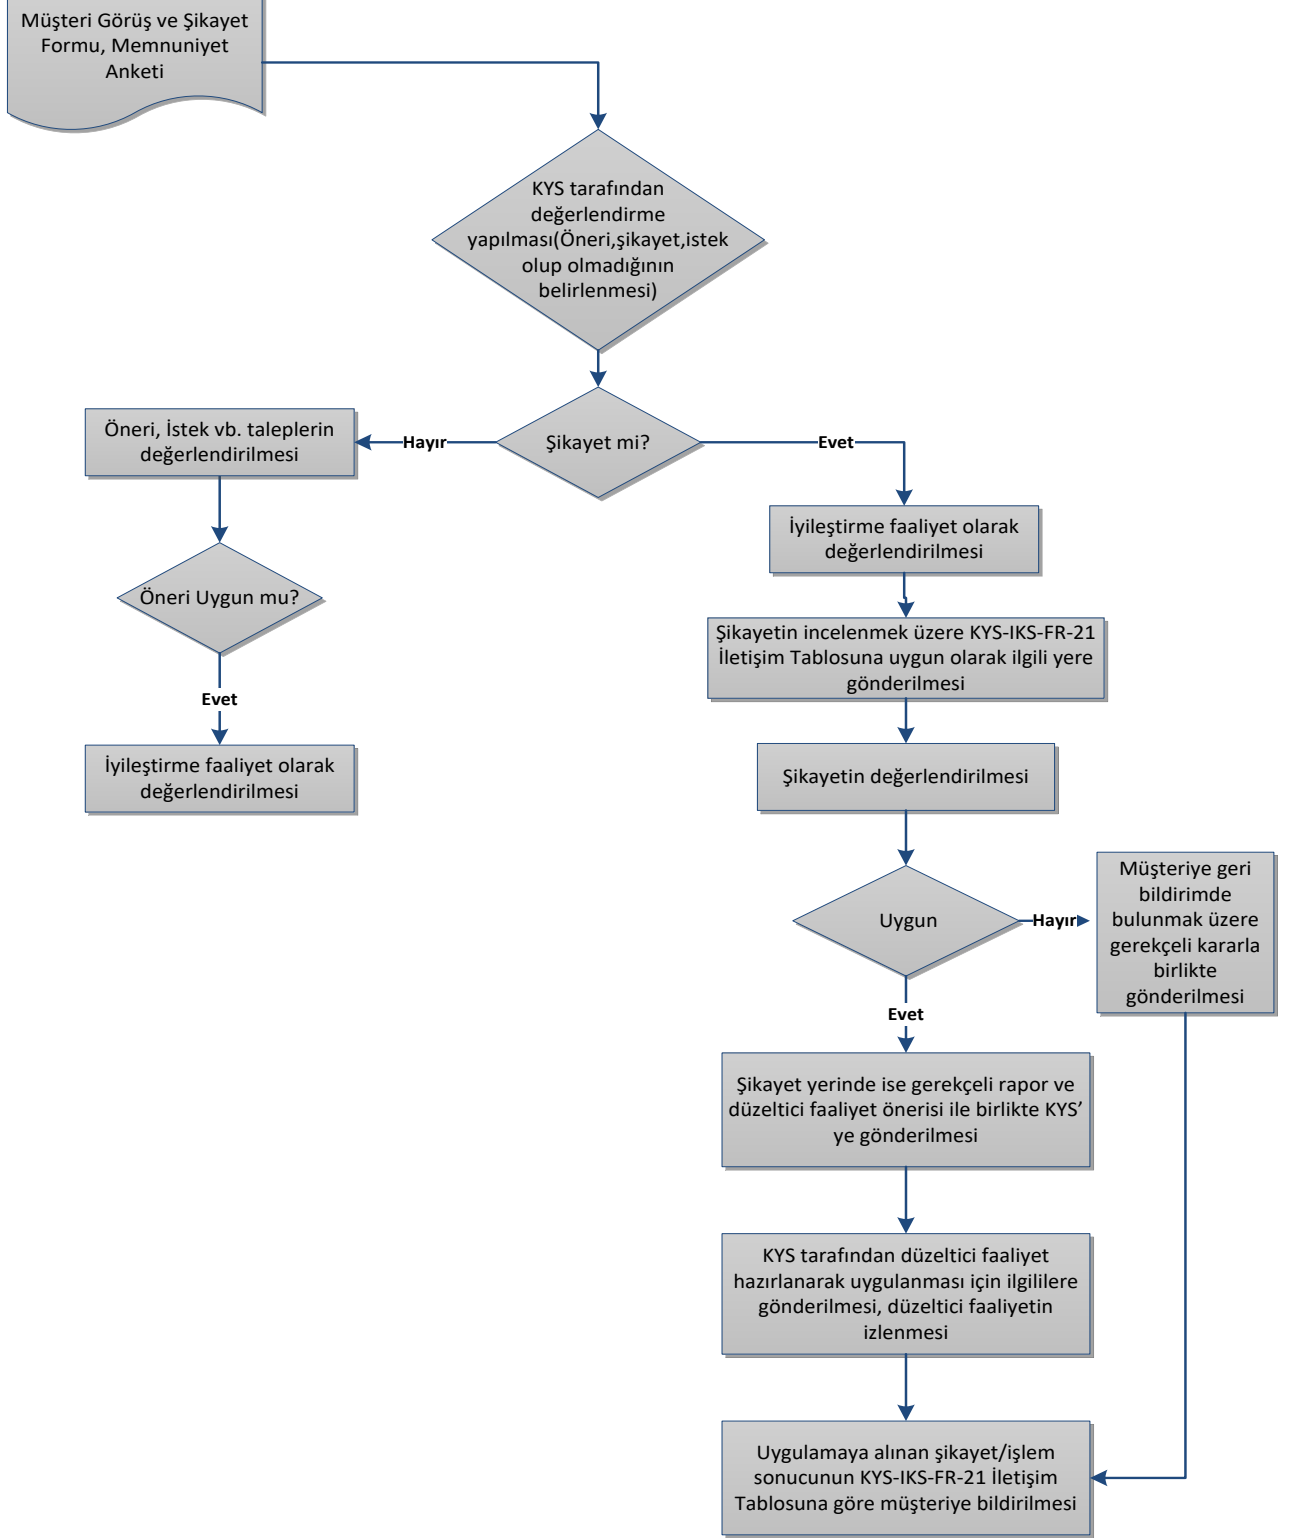 Müşteri Görüş ve Şikayet
Formu, Memnuniyet
Anketi
KYS tarafından
değerlendirme
yapılması(Öneri,şikayet,istek
olup olmadığının
belirlenmesi)
Şikayet mi?
Hayır
Evet
Öneri, İstek vb. taleplerin
değerlendirilmesi
Öneri Uygun mu?
Evet
İyileştirme faaliyet olarak
değerlendirilmesi
İyileştirme faaliyet olarak
değerlendirilmesi
Şikayetin incelenmek üzere KYS-IKS-FR-21
İletişim Tablosuna uygun olarak ilgili yere
gönderilmesi
Şikayetin değerlendirilmesi
Uygun
Hayır
Müşteriye geri
bildirimde
bulunmak üzere
gerekçeli kararla
birlikte
gönderilmesi
Evet
Şikayet yerinde ise gerekçeli rapor ve
düzeltici faaliyet önerisi ile birlikte KYS’
ye gönderilmesi
KYS tarafından düzeltici faaliyet
hazırlanarak uygulanması için ilgililere
gönderilmesi, düzeltici faaliyetin
izlenmesi
Uygulamaya alınan şikayet/işlem
sonucunun KYS-IKS-FR-21 İletişim
Tablosuna göre müşteriye bildirilmesi